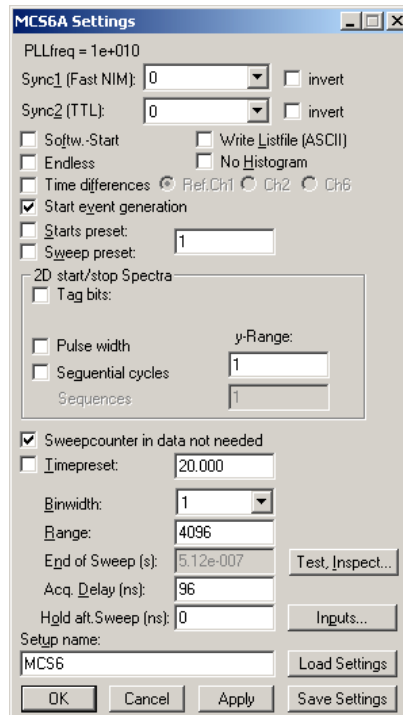 MCS6A Settings
PLLfreq = 1e+010
Sync1 (Fast NIM): 0 invert
Sync2 (TTL): 0 invert
Softw.-Start Write Listfile (ASCII)
Endless No Histogram
Time differences Ref.Ch1 Ch2 Ch6
Start event generation
Starts preset: 1
Sweep preset:
2D start/stop Spectra
Tag bits:
y-Range:
Pulse width
Sequential cycles 1
Sequences 1
Sweepcounter in data not needed
Timepreset: 20.000
Binwidth: 1
Range: 4096
End of Sweep (s): 5.12e-007 Test, Inspect...
Acq. Delay (ns): 96
Hold aft.Sweep (ns): 0 Inputs...
Setup name:
MCS6 Load Settings
OK Cancel Apply Save Settings